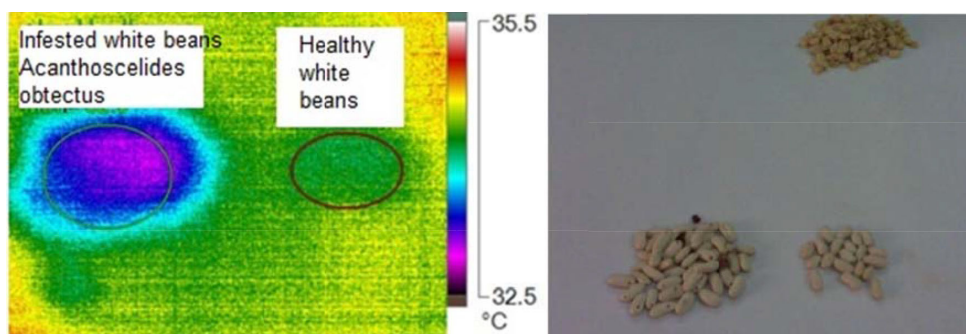 Infested white beans
Acanthoscelides
obtectus
Healthy
white
beans
35.5
32.5
°C